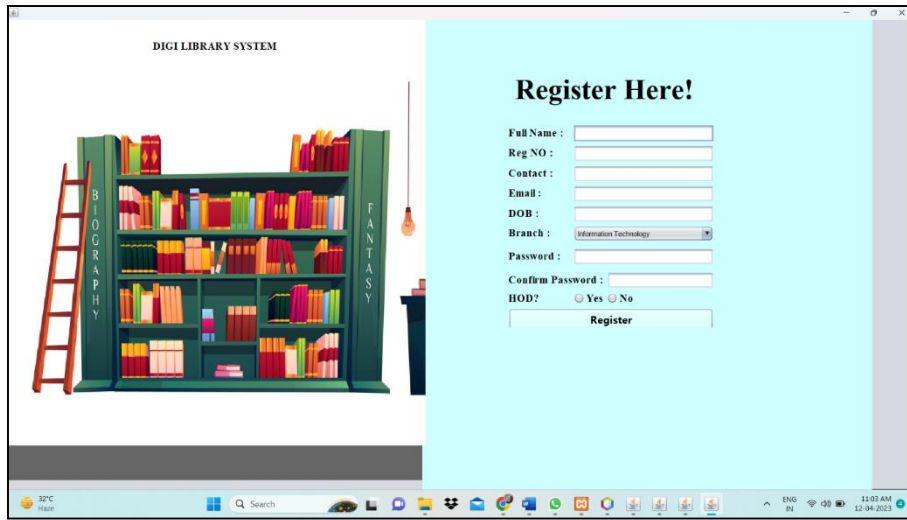 DIGI LIBRARY SYSTEM
BIOGRAPHY
FANTASY
Register Here!
Full Name :
Reg NO :
Contact :
Email :
DOB :
Branch : Information Technology
Password :
Confirm Password :
HOD? Yes No
Register
32°C
Haze
Search
ENG
IN
11:03 AM
12-04-2023